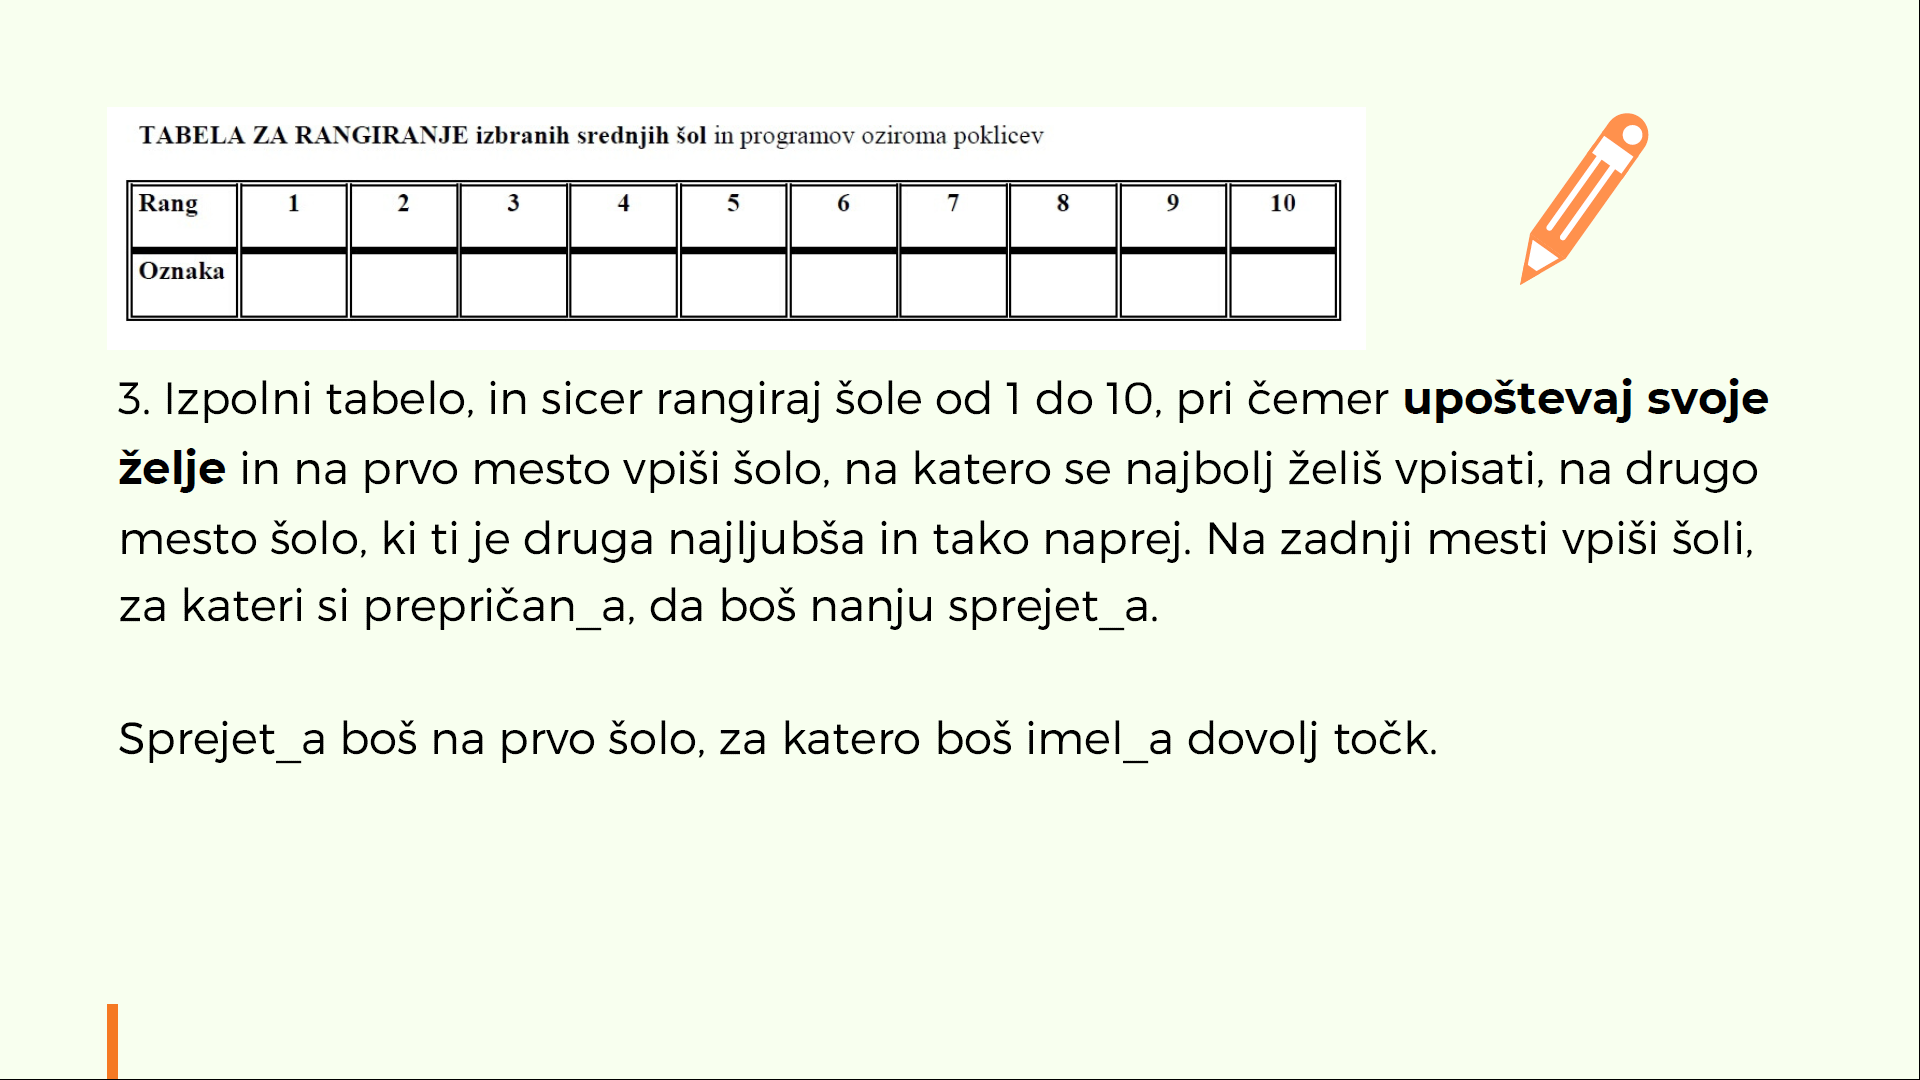 TABELA ZA RANGIRANJE izbranih srednjih šol in programov oziroma poklicev
Rang 1 2 3 4 5 6 7 8 9 10
Oznaka
3. Izpolni tabelo, in sicer rangiraj šole od 1 do 10, pri čemer upoštevaj svoje
želje in na prvo mesto vpiši šolo, na katero se najbolj želiš vpisati, na drugo
mesto šolo, ki ti je druga najljubša in tako naprej. Na zadnji mesti vpiši šoli,
za kateri si prepričan_a, da boš nanju sprejet_a.
Sprejet_a boš na prvo šolo, za katero boš imel_a dovolj točk.